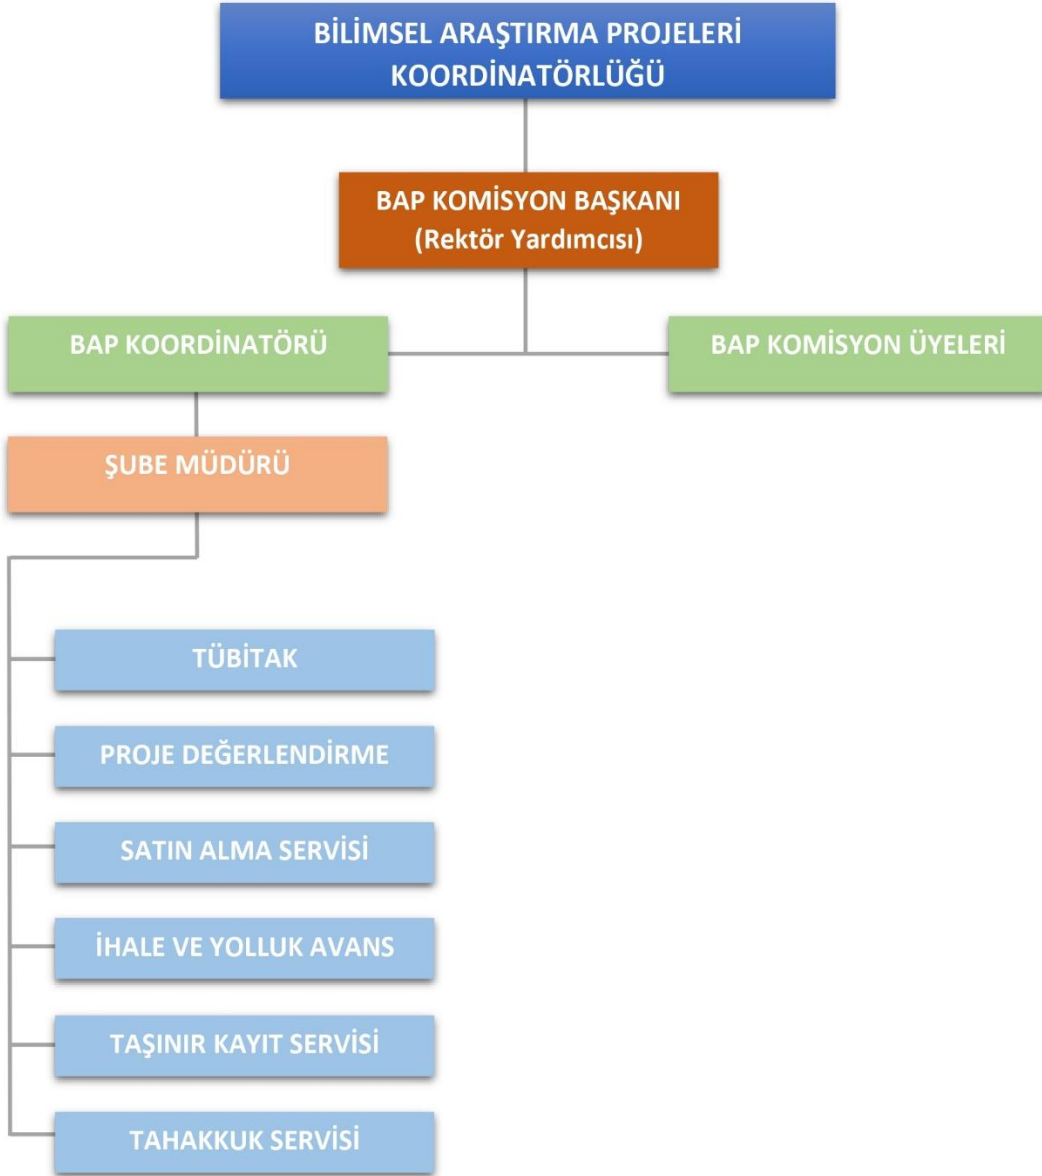 BİLİMSEL ARAŞTIRMA PROJELERİ
KOORDİNATÖRLÜĞÜ
BAP KOMİSYON BAŞKANI
(Rektör Yardımcısı)
BAP KOORDİNATÖRÜ
BAP KOMİSYON ÜYELERİ
ŞUBE MÜDÜRÜ
TÜBİTAK
PROJE DEĞERLENDİRME
SATIN ALMA SERVİSİ
İHALE VE YOLLUK AVANS
TAŞINIR KAYIT SERVİSİ
TAHAKKUK SERVİSİ